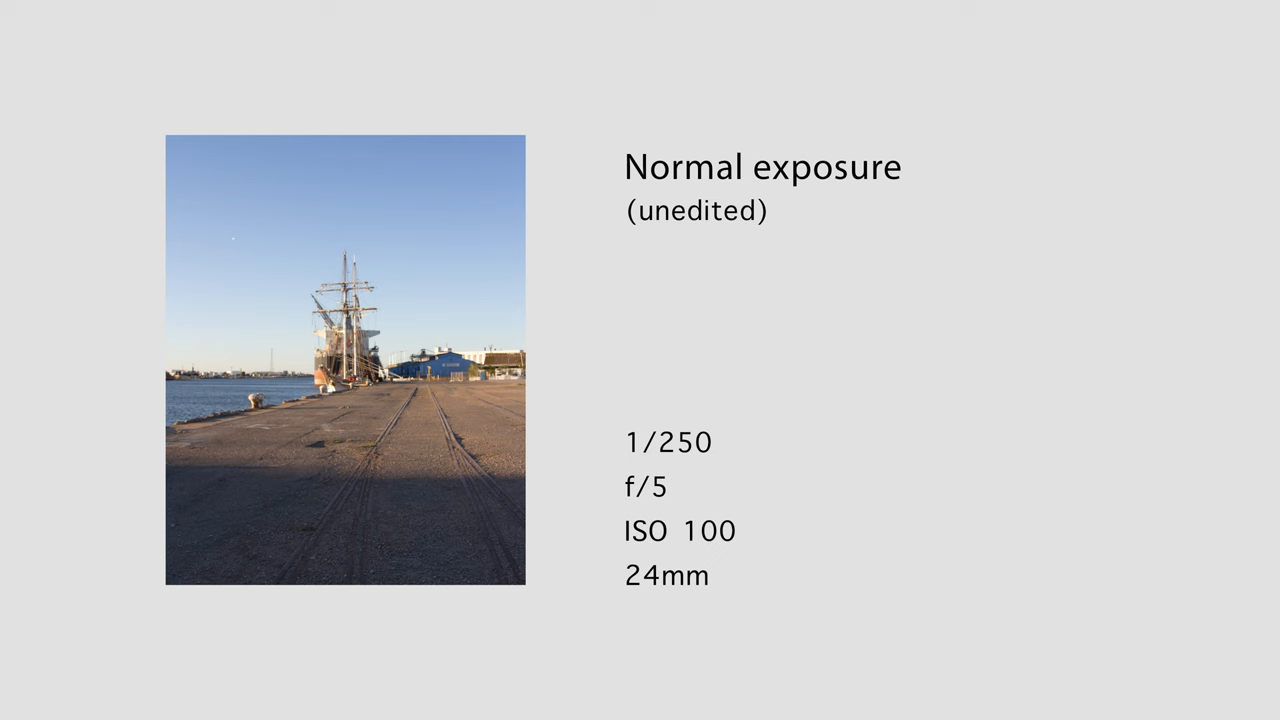 Normal exposure
(unedited)
1/250
f/5
ISO 100
24mm